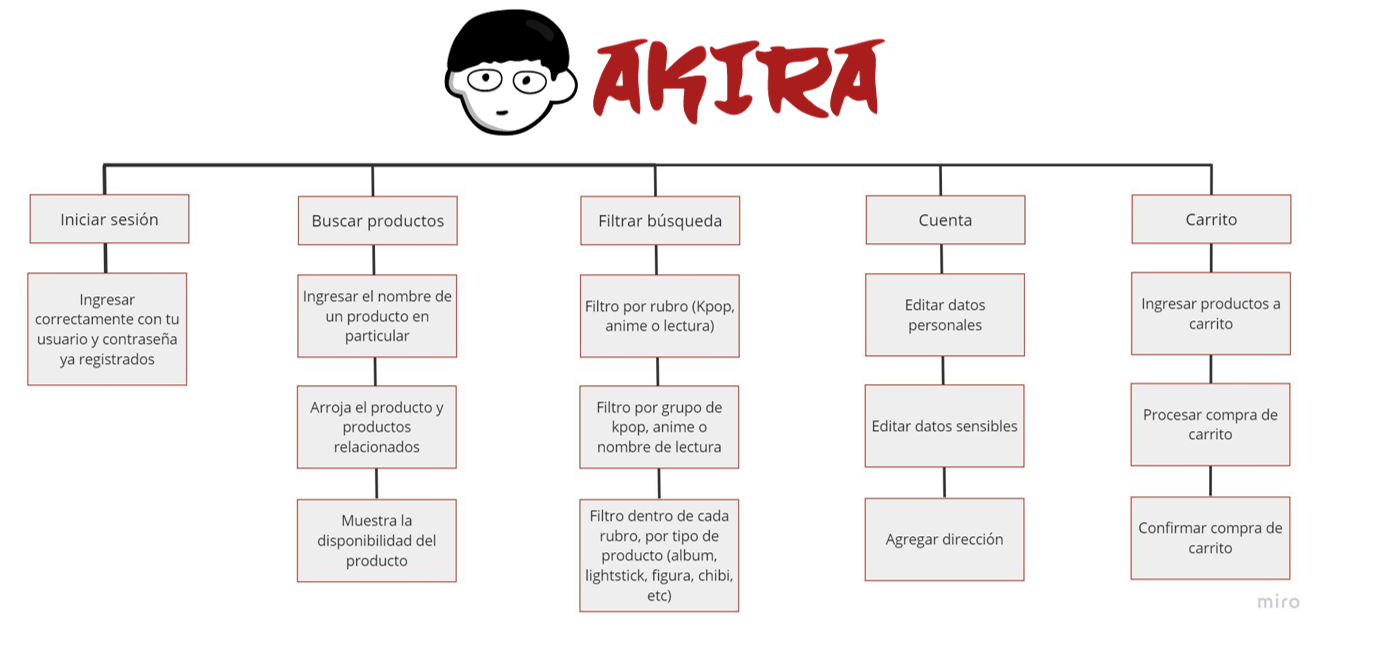 AKIRA
Iniciar sesión
Ingresar
correctamente con tu
usuario y contraseña
ya registrados
Buscar productos
Ingresar el nombre de
un producto en
particular
Arroja el producto y
productos
relacionados
Muestra la
disponibilidad del
producto
Filtrar búsqueda
Filtro por rubro (Kpop,
anime o lectura)
Filtro por grupo de
kpop, anime o
nombre de lectura
Filtro dentro de cada
rubro, por tipo de
producto (album,
lightstick, figura, chibi,
etc)
Cuenta
Editar datos
personales
Editar datos sensibles
Agregar dirección
Carrito
Ingresar productos a
carrito
Procesar compra de
carrito
Confirmar compra de
carrito
miro